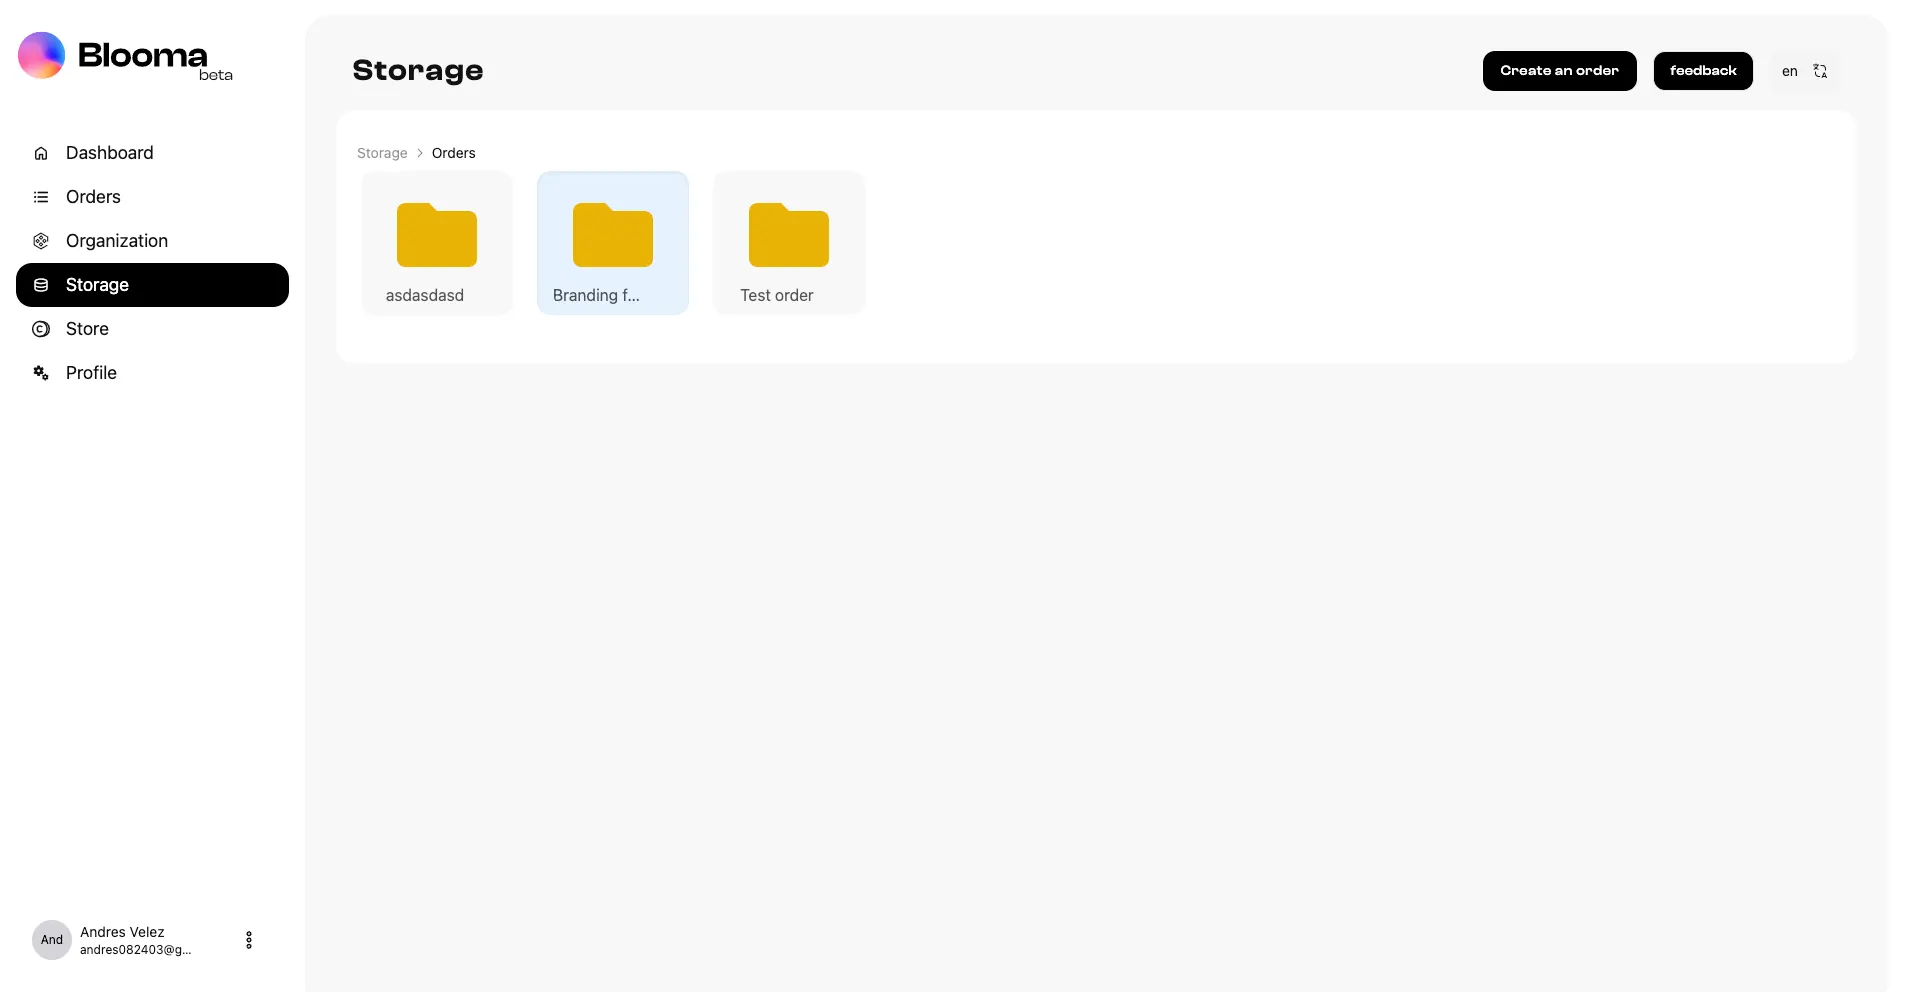 Blooma
beta
Dashboard
Orders
Organization
Storage
Store
Profile
And
Andres Velez
andres082403@g...
Storage
Create an order
feedback
en
Storage > Orders
asdasdasd
Branding f...
Test order